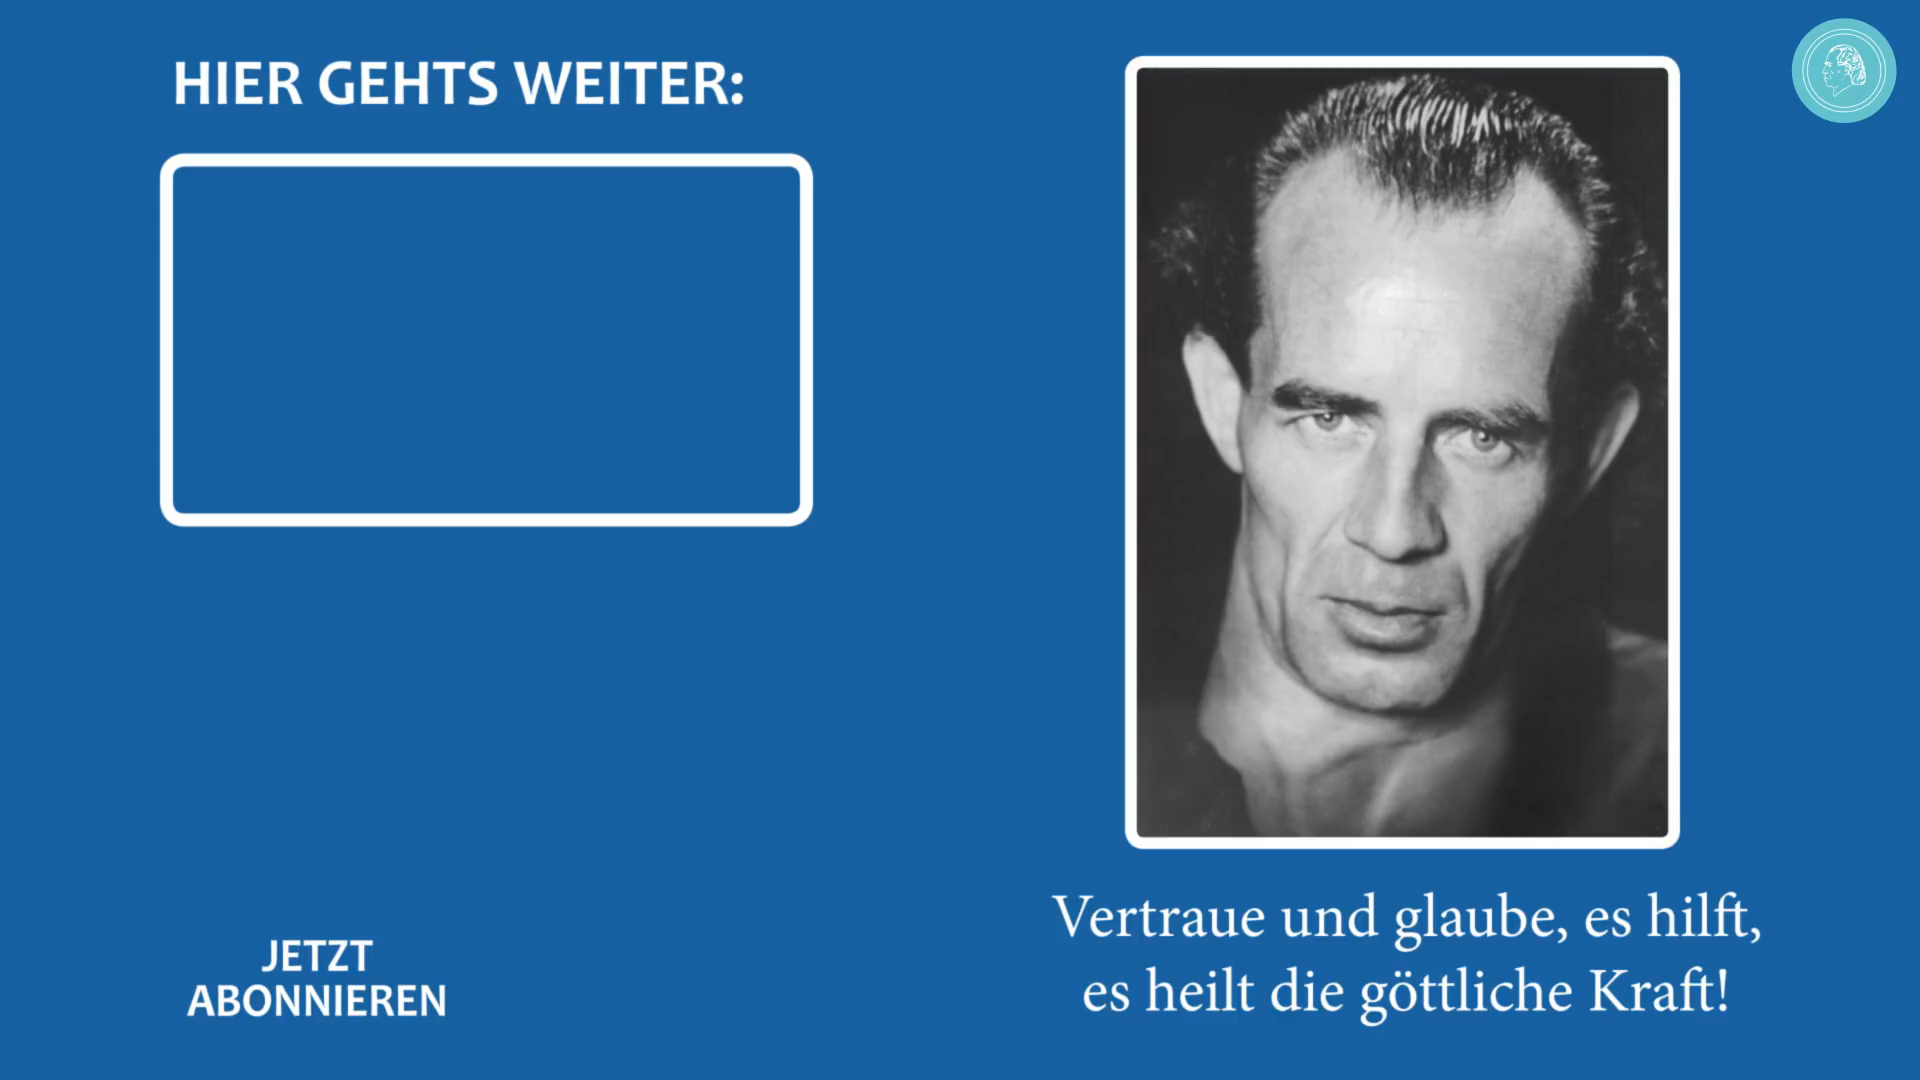 HIER GEHTS WEITER:
JETZT
ABONNIEREN
Vertraue und glaube, es hilft,
es heilt die göttliche Kraft!